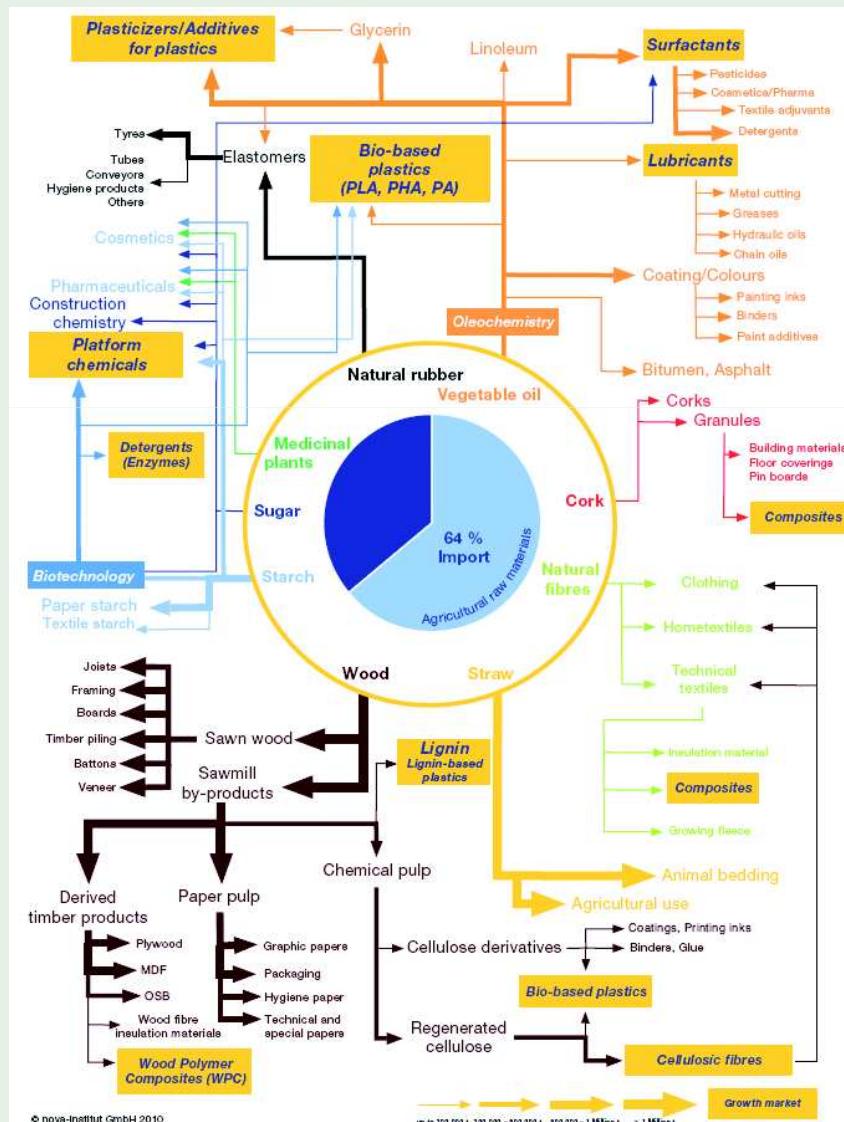 Plasticizers/Additives
for plastics
Glycerin
Linoleum
Surfactants
Pesticides
Cosmetica/Pharma
Textile adjuvants
Detergents
Tyres
Tubes
Conveyors
Hygiene products
Others
Elastomers
Bio-based
plastics
(PLA, PHA, PA)
Lubricants
Metal cutting
Greases
Hydraulic oils
Chain oils
Cosmetics
Pharmaceuticals
Construction
chemistry
Platform
chemicals
Oleochemistry
Coating/Colours
Painting inks
Binders
Paint additives
Bitumen, Asphalt
Natural rubber
Vegetable oil
Medicinal
plants
Detergents
(Enzymes)
Sugar
Biotechnology
Starch
Paper starch
Textile starch
64 %
Import
Agricultural raw materials
Cork
Corks
Granules
Building materials
Floor coverings
Pin boards
Composites
Natural
fibres
Clothing
Hometextiles
Technical
textiles
Insulation material
Composites
Growing fleece
Wood
Straw
Joists
Framing
Boards
Timber piling
Battons
Veneer
Sawn wood
Sawmill
by-products
Lignin
Lignin-based
plastics
Derived
timber products
Paper pulp
Chemical pulp
Animal bedding
Agricultural use
Plywood
MDF
OSB
Wood fibre
insulation materials
Wood Polymer
Composites (WPC)
Graphic papers
Packaging
Hygiene paper
Technical and
special papers
Cellulose derivatives
Coatings, Printing inks
Binders, Glue
Bio-based plastics
Regenerated
cellulose
Cellulosic fibres
Growth market
© nova-Institut GmbH 2010